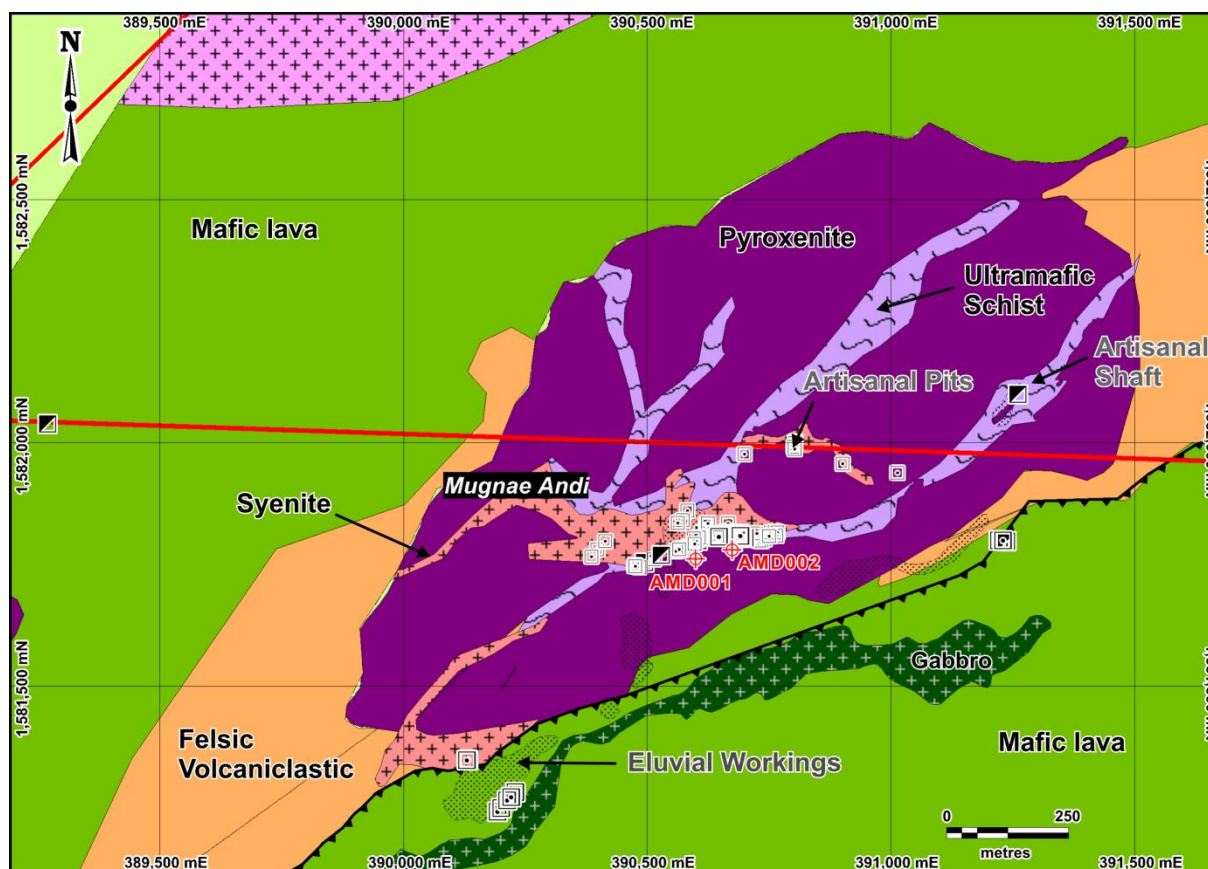 389,500 mE
390,000 mE
390,500 mE
391,000 mE
391,500 mE
N
1,582,500 mN
Mafic lava
Pyroxenite
Ultramafic
Schist
Artisanal
Shaft
Artisanal Pits
1,582,000 mN
Mugnae Andi
Syenite
AMD001
AMD002
1,581,500 mN
Gabbro
Felsic
Volcaniclastic
Eluvial Workings
Mafic lava
0
250
metres
389,500 mE
390,000 mE
390,500 mE
391,000 mE
391,500 mE